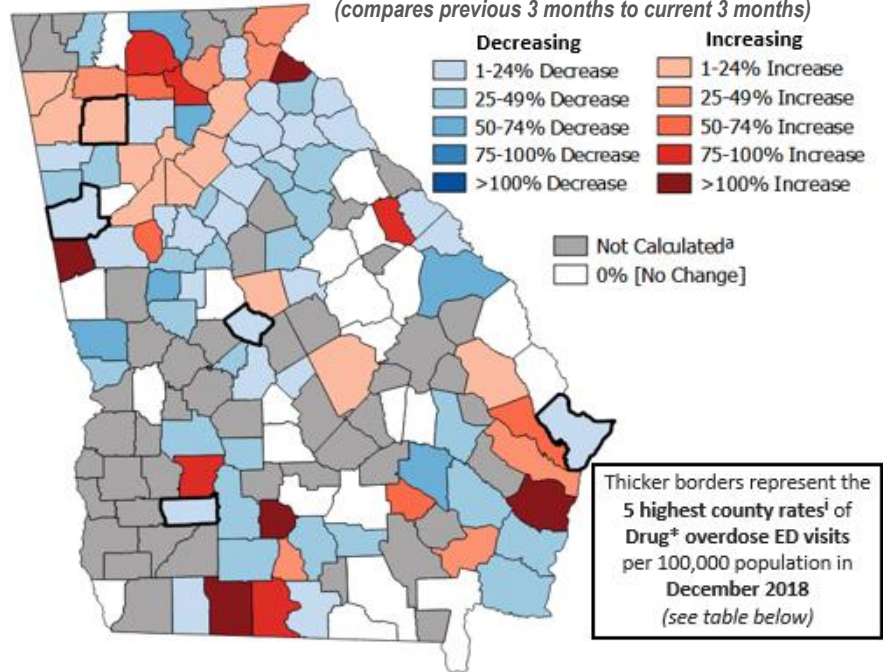 (compares previous 3 months to current 3 months)
Decreasing
1-24% Decrease
25-49% Decrease
50-74% Decrease
75-100% Decrease
>100% Decrease
Increasing
1-24% Increase
25-49% Increase
50-74% Increase
75-100% Increase
>100% Increase
Not Calculatedª
0% [No Change]
Thicker borders represent the
5 highest county ratesⁱ of
Drug* overdose ED visits
per 100,000 population in
December 2018
(see table below)